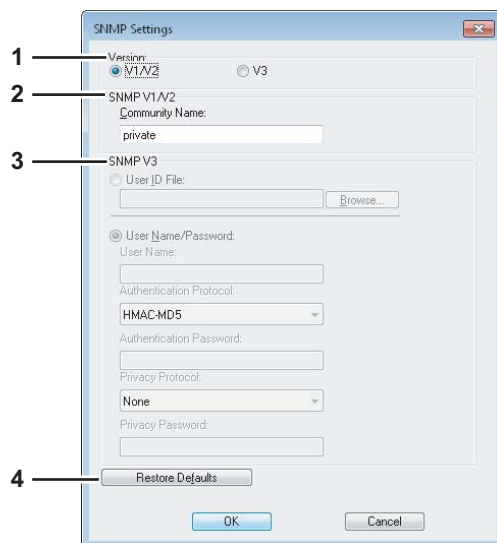 SNMP Settings
1
Version:
V1/V2
V3
2
SNMP V1/V2
Community Name:
private
3
SNMP V3
User ID File:
Browse...
User Name/Password:
User Name:
Authentication Protocol:
HMAC-MD5
Authentication Password:
Privacy Protocol:
None
Privacy Password:
4
Restore Defaults
OK
Cancel